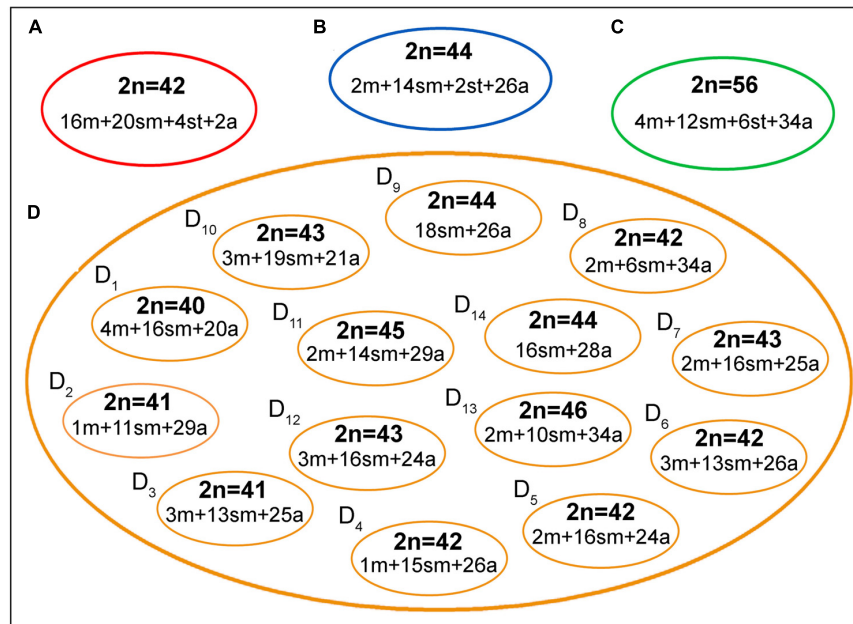 A
2n=42
16m+20sm+4st+2a
B
2n=44
2m+14sm+2st+26a
C
2n=56
4m+12sm+6st+34a
D
D1
2n=40
4m+16sm+20a
D2
2n=41
1m+11sm+29a
D3
2n=41
3m+13sm+25a
D4
2n=42
1m+15sm+26a
D5
2n=42
2m+16sm+24a
D6
2n=42
3m+13sm+26a
D7
2n=43
2m+16sm+25a
D8
2n=42
2m+6sm+34a
D9
2n=44
18sm+26a
D10
2n=43
3m+19sm+21a
D11
2n=45
2m+14sm+29a
D12
2n=43
3m+16sm+24a
D13
2n=46
2m+10sm+34a
D14
2n=44
16sm+28a